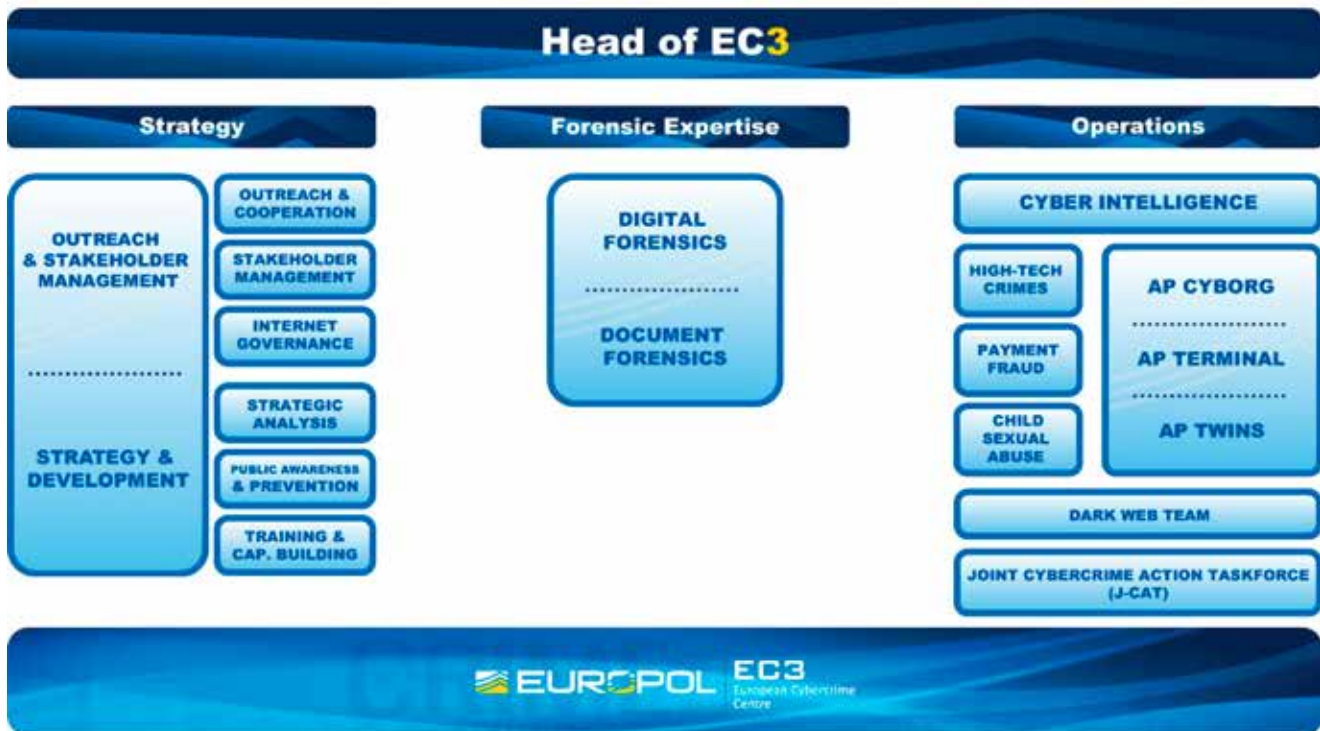 Head of EC3
Strategy
OUTREACH
& STAKEHOLDER
MANAGEMENT
STRATEGY &
DEVELOPMENT
OUTREACH &
COOPERATION
STAKEHOLDER
MANAGEMENT
INTERNET
GOVERNANCE
STRATEGIC
ANALYSIS
PUBLIC AWARENESS
& PREVENTION
TRAINING &
CAP. BUILDING
Forensic Expertise
DIGITAL
FORENSICS
DOCUMENT
FORENSICS
Operations
CYBER INTELLIGENCE
HIGH-TECH
CRIMES
PAYMENT
FRAUD
CHILD
SEXUAL
ABUSE
AP CYBORG
AP TERMINAL
AP TWINS
DARK WEB TEAM
JOINT CYBERCRIME ACTION TASKFORCE
(J-CAT)
EUROPOL
EC3
European Cybercrime
Centre